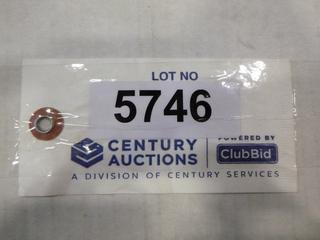 LOT NO
5746
CENTURY
AUCTIONS
POWERED BY
ClubBid
A DIVISION OF CENTURY SERVICES